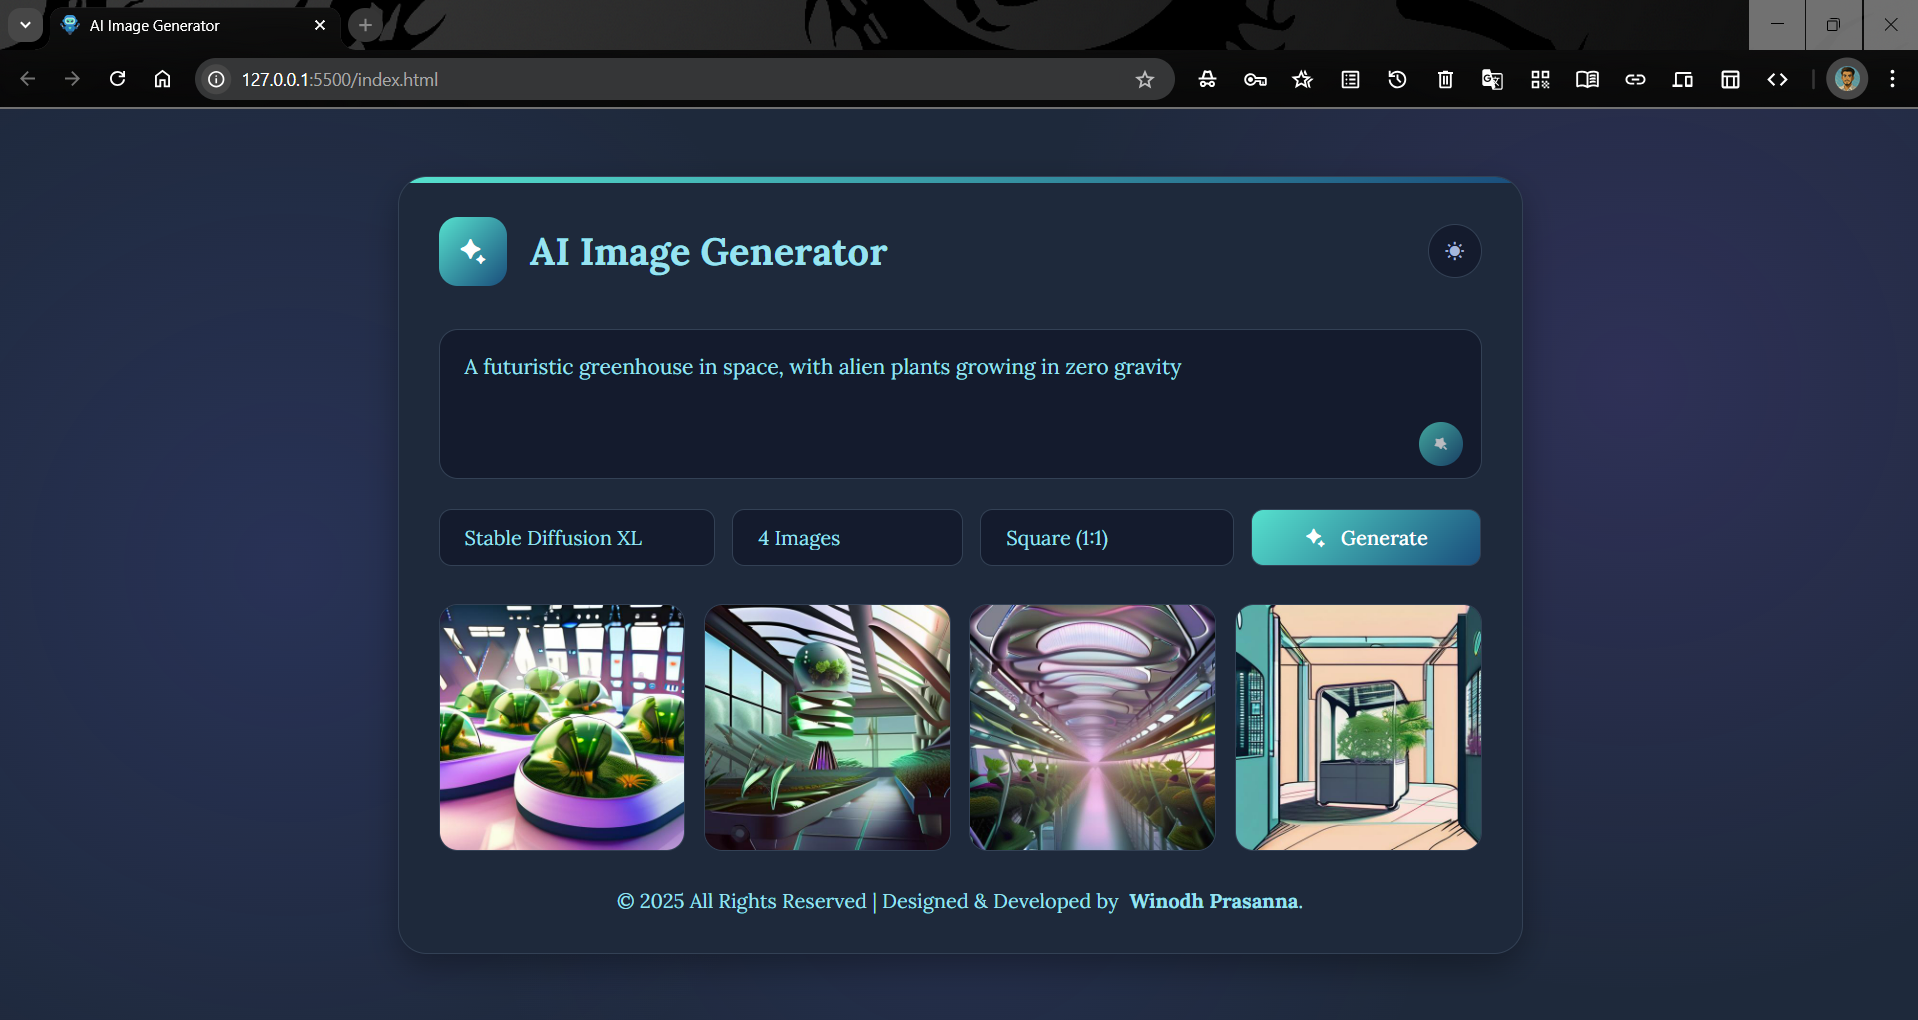 AI Image Generator
127.0.0.1:5500/index.html
AI Image Generator
A futuristic greenhouse in space, with alien plants growing in zero gravity
Stable Diffusion XL
4 Images
Square (1:1)
Generate
© 2025 All Rights Reserved | Designed & Developed by Winodh Prasanna.